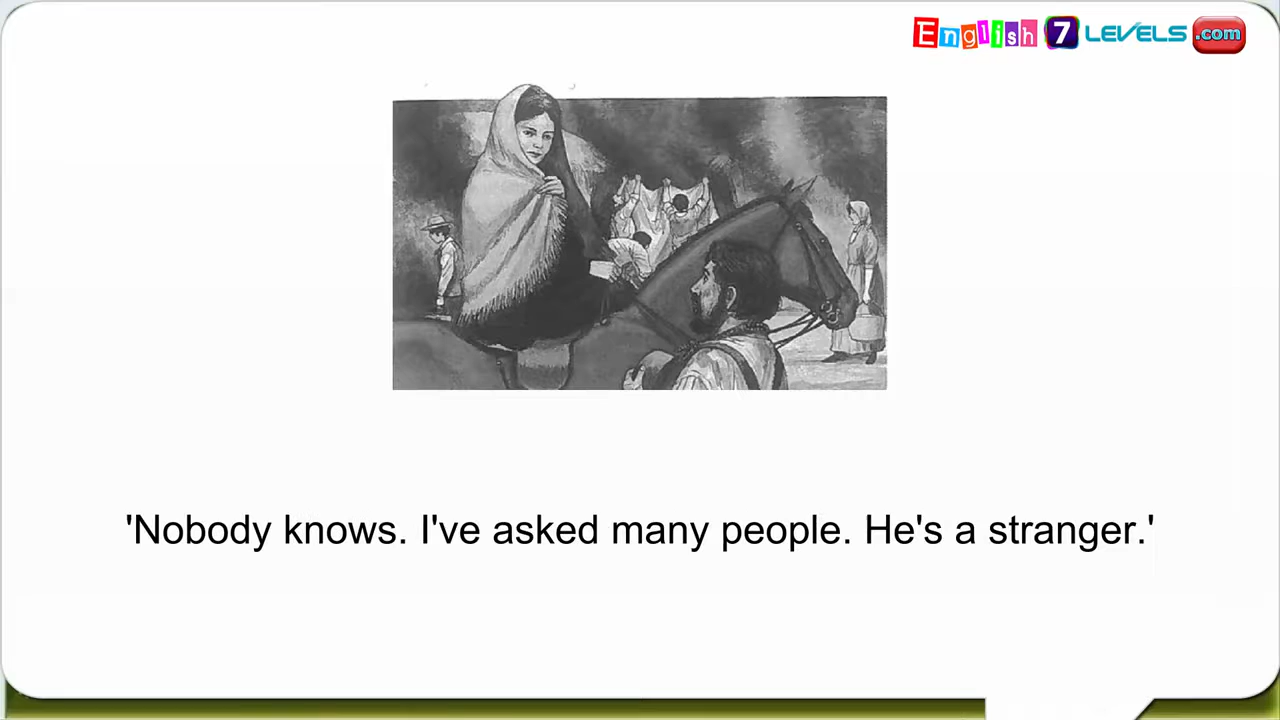 English 7 LEVELS .com
'Nobody knows. I've asked many people. He's a stranger.'